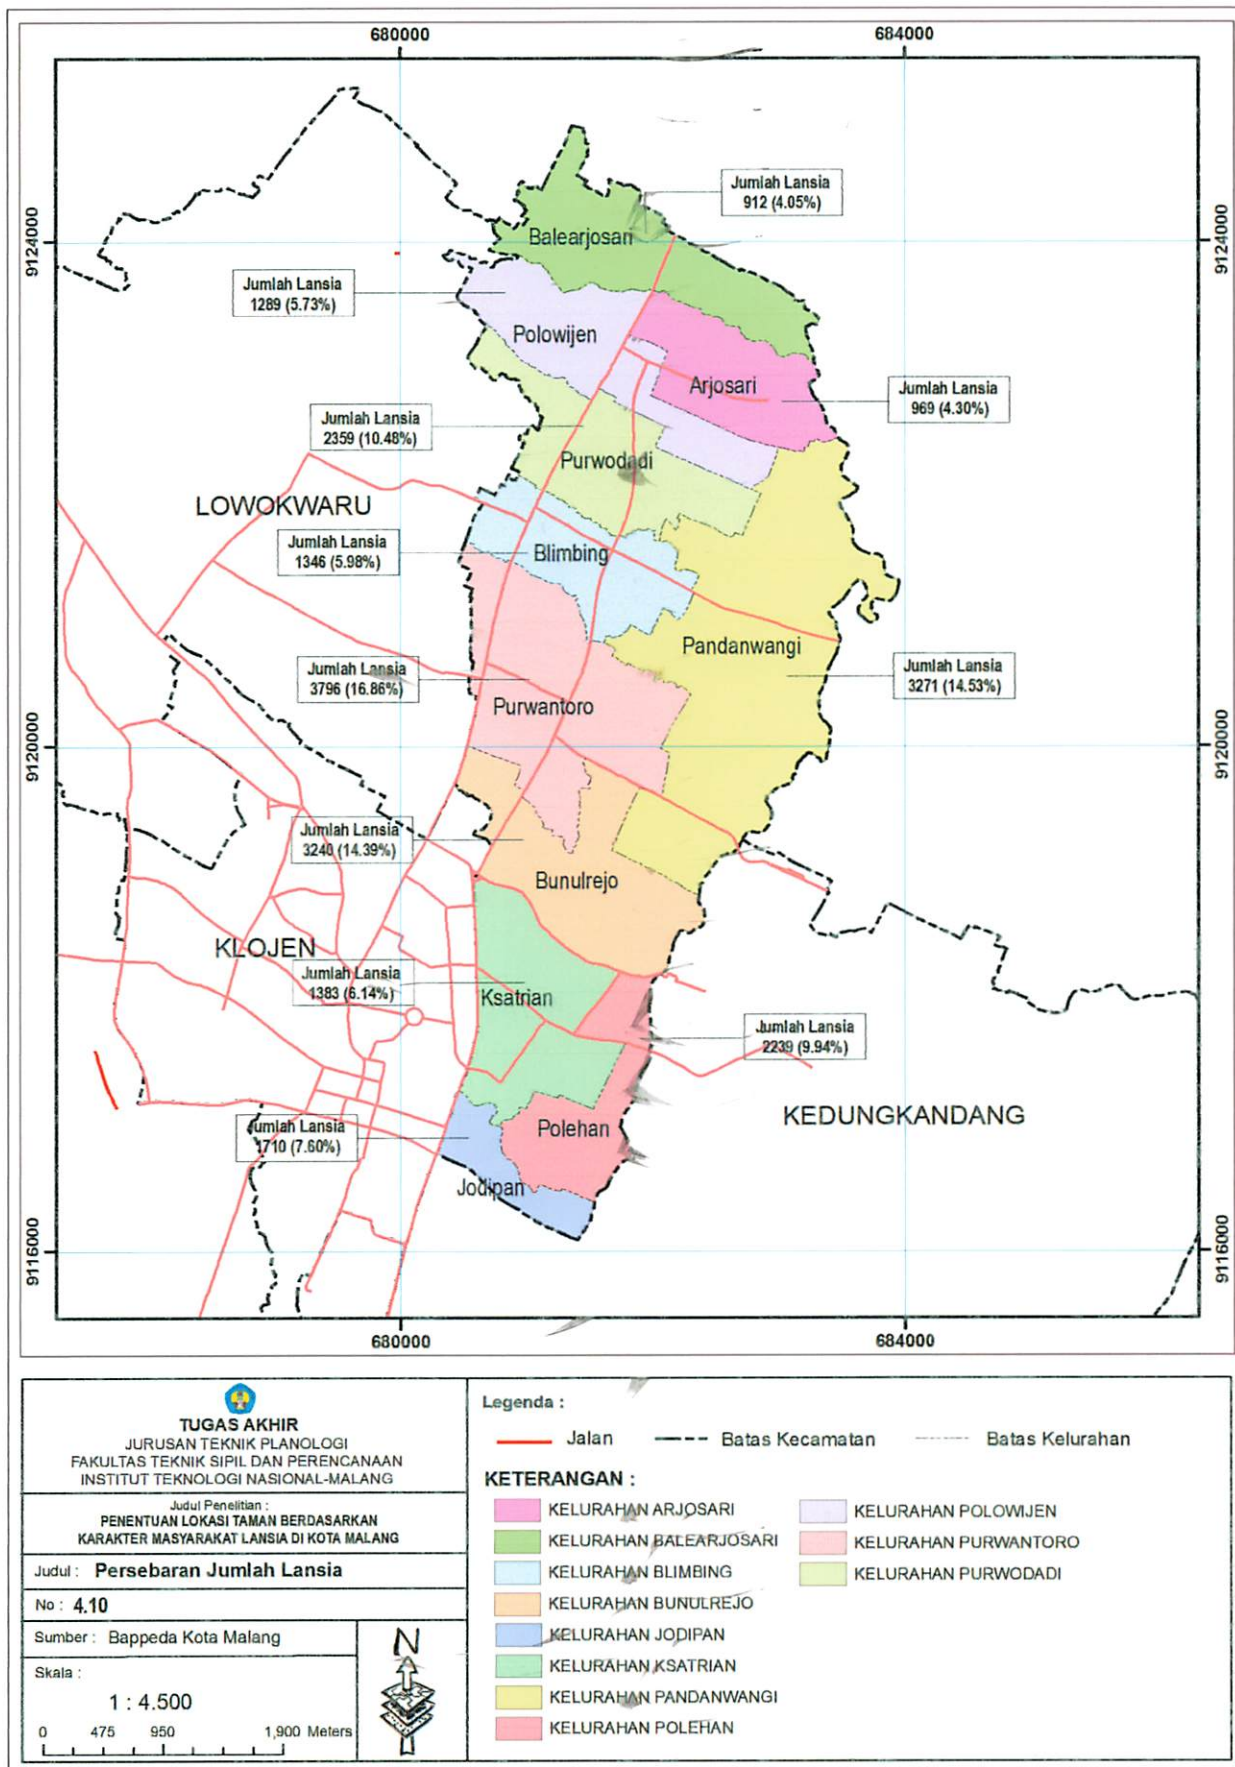 680000
684000
9124000
9124000
Jumlah Lansia
912 (4.05%)
Balearjosari
Jumlah Lansia
1289 (5.73%)
Polowijen
Arjosari
Jumlah Lansia
969 (4.30%)
Jumlah Lansia
2359 (10.48%)
Purwodadi
LOWOKWARU
Jumlah Lansia
1346 (5.98%)
Blimbing
Pandanwangi
Jumlah Lansia
3271 (14.53%)
Jumlah Lansia
3796 (16.86%)
Purwantoro
9120000
9120000
Jumlah Lansia
3240 (14.39%)
Bunulrejo
KLOJEN
Jumlah Lansia
1383 (6.14%)
Ksatrian
Jumlah Lansia
2239 (9.94%)
KEDUNGKANDANG
Jumlah Lansia
1710 (7.60%)
Polehan
Jodipan
9116000
9116000
680000
684000
TUGAS AKHIR
JURUSAN TEKNIK PLANOLOGI
FAKULTAS TEKNIK SIPIL DAN PERENCANAAN
INSTITUT TEKNOLOGI NASIONAL-MALANG
Judul Penelitian :
PENENTUAN LOKASI TAMAN BERDASARKAN
KARAKTER MASYARAKAT LANSIA DI KOTA MALANG
Judul : Persebaran Jumlah Lansia
No : 4.10
Sumber : Bappeda Kota Malang
Skala :
1 : 4.500
0 475 950 1,900 Meters
N
Legenda :
Jalan Batas Kecamatan Batas Kelurahan
KETERANGAN :
KELURAHAN ARJOSARI
KELURAHAN BALEARJOSARI
KELURAHAN BLIMBING
KELURAHAN BUNULREJO
KELURAHAN JODIPAN
KELURAHAN KSATRIAN
KELURAHAN PANDANWANGI
KELURAHAN POLEHAN
KELURAHAN POLOWIJEN
KELURAHAN PURWANTORO
KELURAHAN PURWODADI